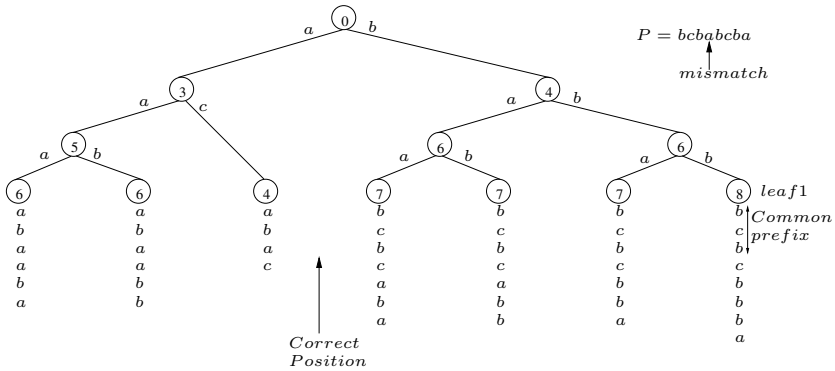 0
a b
P = bcbabcba
mismatch
3 4
a c a b
5 6 6
a b a b a b
6 6 4 7 7 7 8 leaf1
a a a b b b b
b b b c c c c Common
a a a b b b b prefix
a a c c c c c
b b a a b b
a b b b b b
a b a b
Correct a
Position